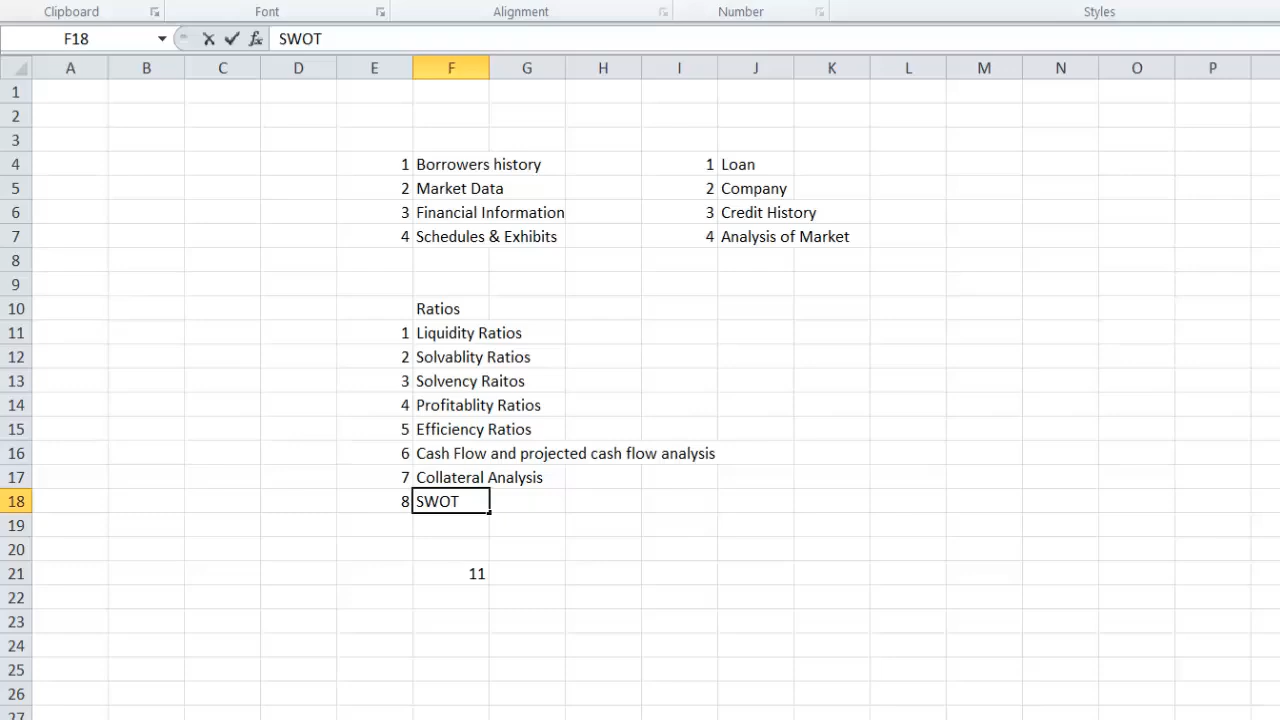 Clipboard Font Alignment Number Styles
F18 fx SWOT
A B C D E F G H I J K L M N O P
1
2
3
4 1 Borrowers history 1 Loan
5 2 Market Data 2 Company
6 3 Financial Information 3 Credit History
7 4 Schedules & Exhibits 4 Analysis of Market
8
9
10 Ratios
11 1 Liquidity Ratios
12 2 Solvablity Ratios
13 3 Solvency Raitos
14 4 Profitablity Ratios
15 5 Efficiency Ratios
16 6 Cash Flow and projected cash flow analysis
17 7 Collateral Analysis
18 8 SWOT
19
20
21 11
22
23
24
25
26
27